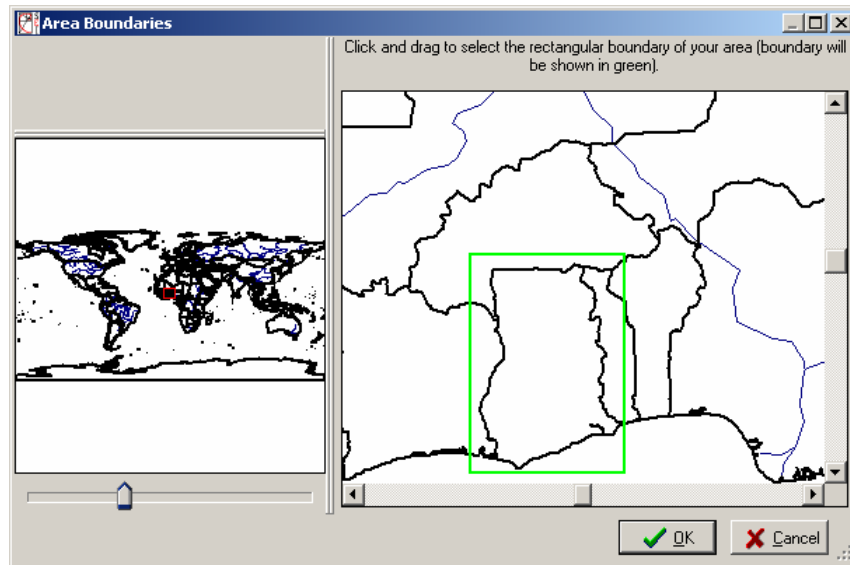 Area Boundaries
Click and drag to select the rectangular boundary of your area (boundary will
be shown in green).
OK
Cancel